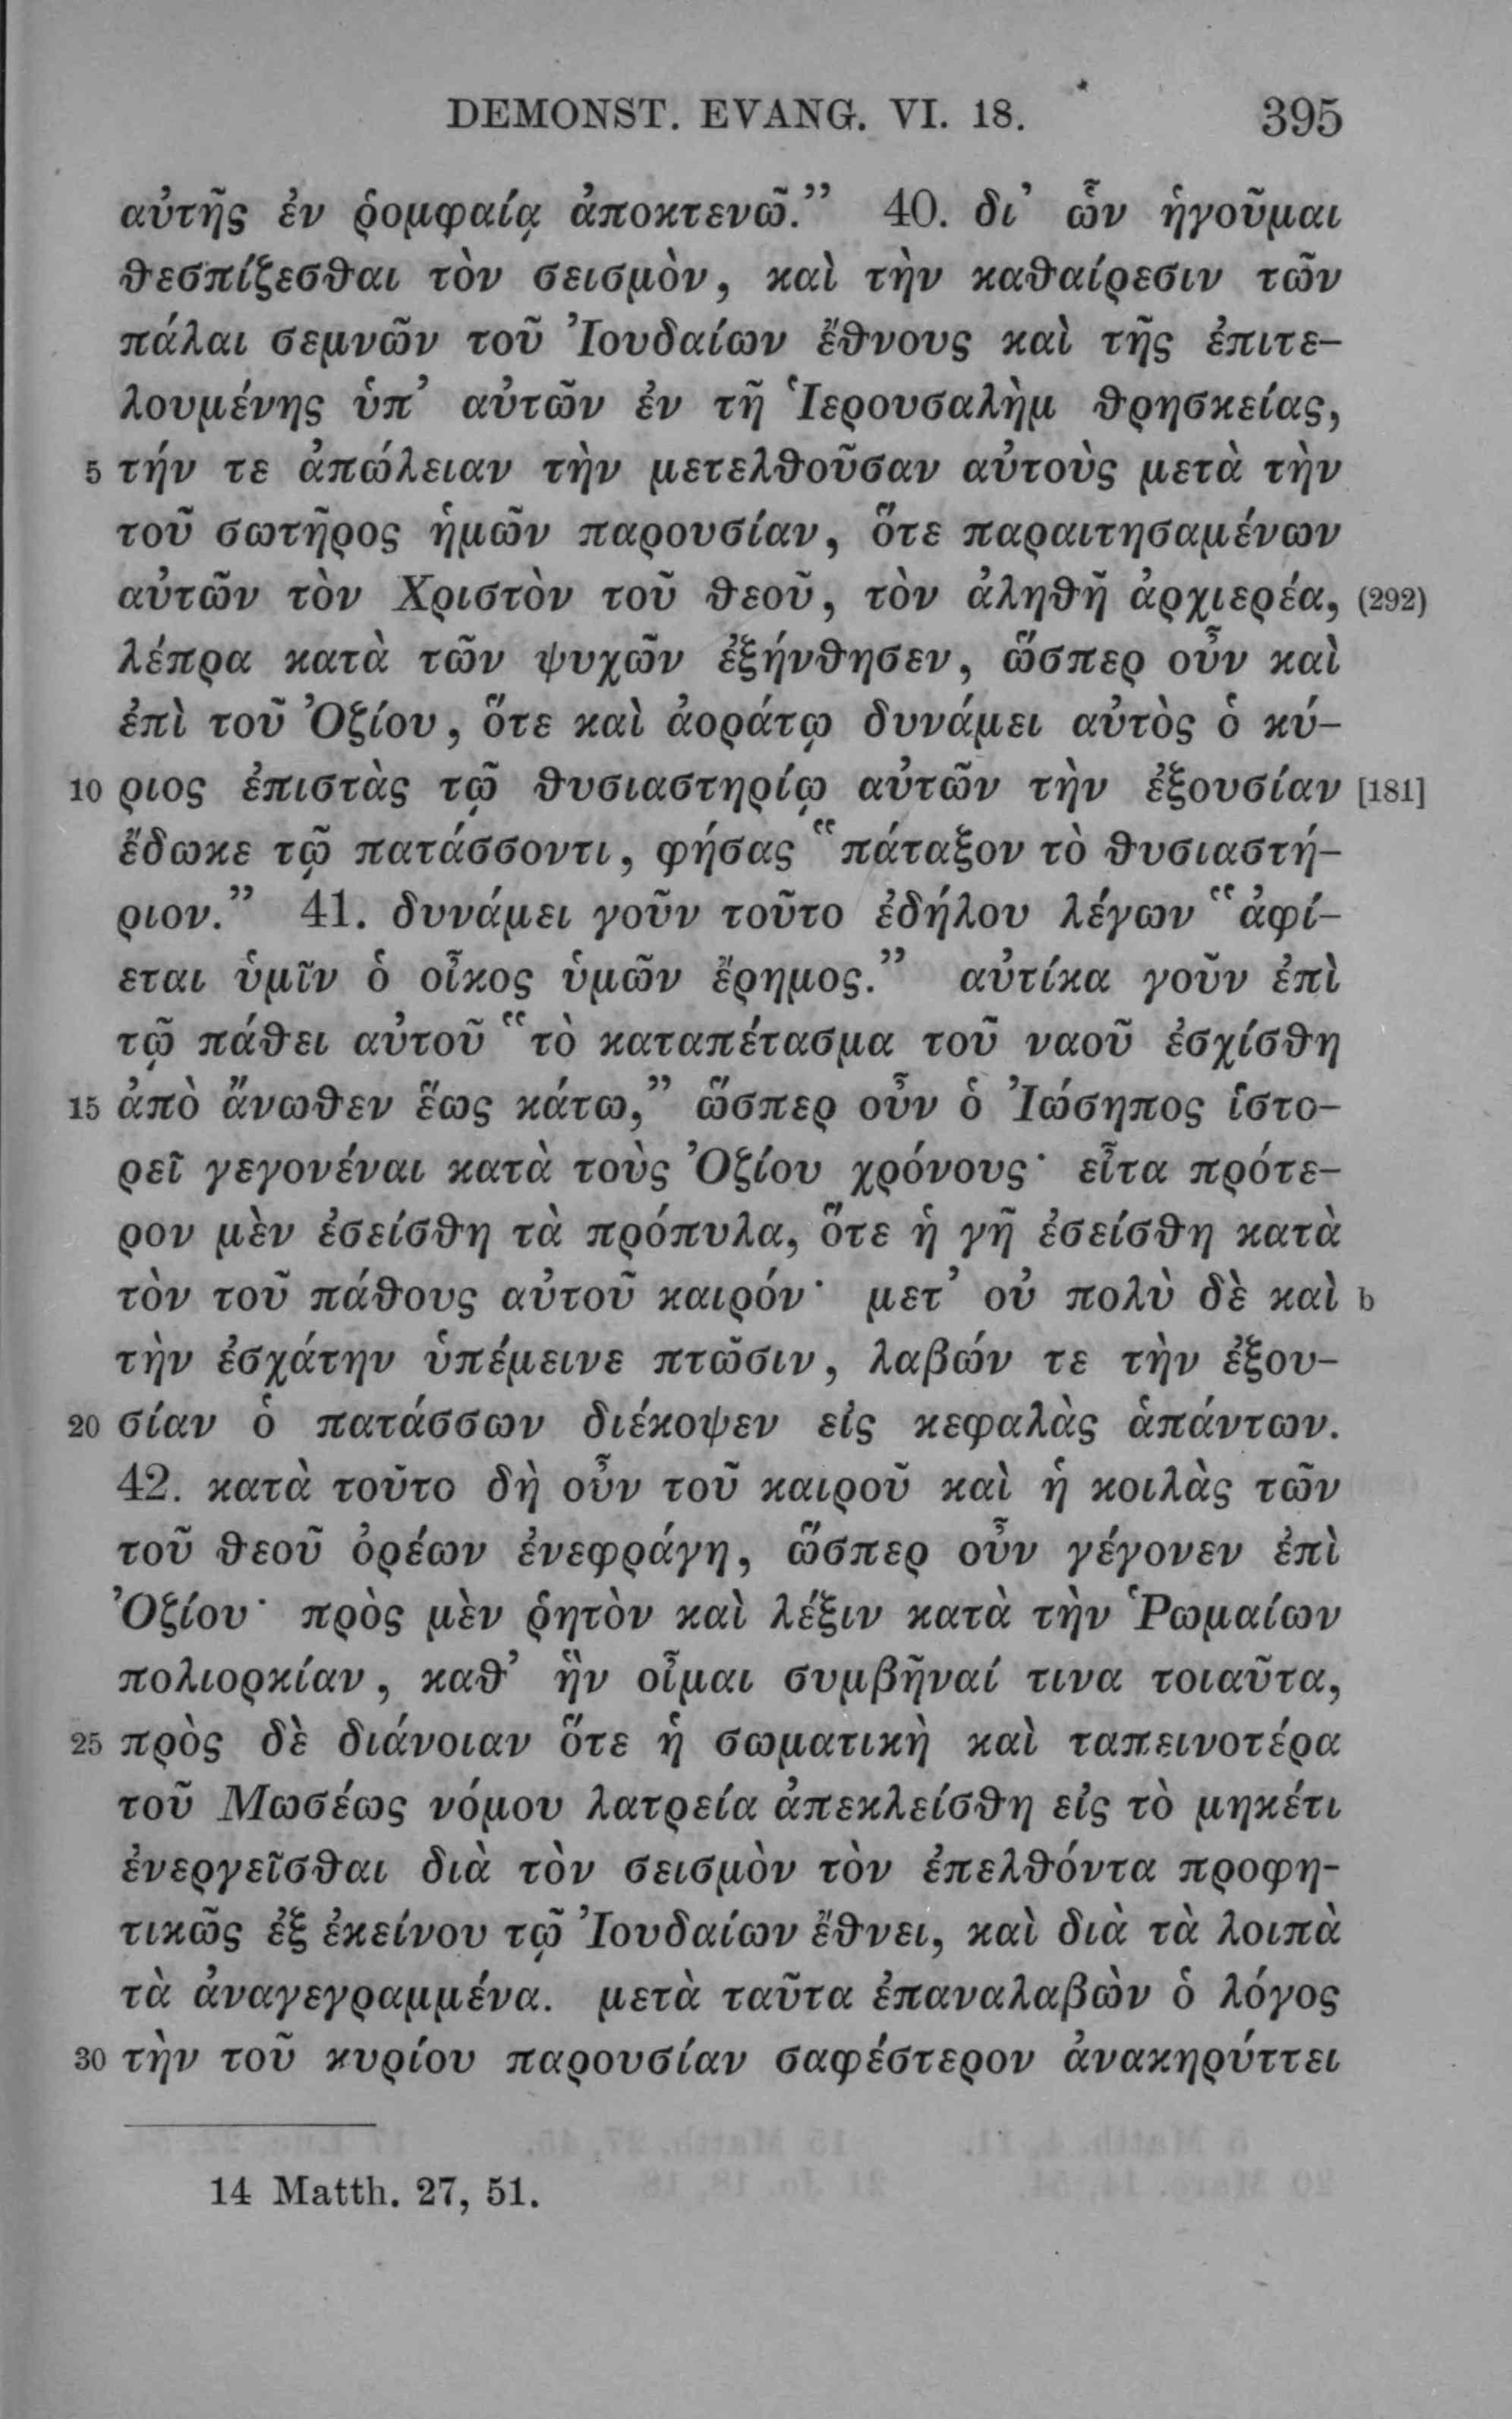 DEMONST. EVANG. VI. 18. 395
αὐτῆς ἐν ῥομφαίᾳ ἀποκτενῶ.” 40. δι’ ὧν ἡγοῦμαι
θεσπίζεσθαι τὸν σεισμὸν, καὶ τὴν καθαίρεσιν τῶν
πάλαι σεμνῶν τοῦ Ἰουδαίων ἔθνους καὶ τῆς ἐπιτε-
λουμένης ὑπ’ αὐτῶν ἐν τῇ Ἱερουσαλὴμ θρησκείας,
5 τήν τε ἀπώλειαν τὴν μετελθοῦσαν αὐτοὺς μετὰ τὴν
τοῦ σωτῆρος ἡμῶν παρουσίαν, ὅτε παραιτησαμένων
αὐτῶν τὸν Χριστὸν τοῦ θεοῦ, τὸν ἀληθῆ ἀρχιερέα, (292)
λέπρα κατὰ τῶν ψυχῶν ἐξήνθησεν, ὥσπερ οὖν καὶ
ἐπὶ τοῦ Ὀζίου, ὅτε καὶ ἀοράτῳ δυνάμει αὐτὸς ὁ κύ-
10 ριος ἐπιστὰς τῷ θυσιαστηρίῳ αὐτῶν τὴν ἐξουσίαν [181]
ἔδωκε τῷ πατάσσοντι, φήσας “πάταξον τὸ θυσιαστή-
ριον.” 41. δυνάμει γοῦν τοῦτο ἐδήλου λέγων “ἀφί-
εται ὑμῖν ὁ οἶκος ὑμῶν ἔρημος.” αὐτίκα γοῦν ἐπὶ
τῷ πάθει αὐτοῦ “τὸ καταπέτασμα τοῦ ναοῦ ἐσχίσθη
15 ἀπὸ ἄνωθεν ἕως κάτω,” ὥσπερ οὖν ὁ Ἰώσηπος ἱστο-
ρεῖ γεγονέναι κατὰ τοὺς Ὀζίου χρόνους· εἶτα πρότε-
ρον μὲν ἐσείσθη τὰ πρόπυλα, ὅτε ἡ γῆ ἐσείσθη κατὰ
τὸν τοῦ πάθους αὐτοῦ καιρόν· μετ’ οὐ πολὺ δὲ καὶ b
τὴν ἐσχάτην ὑπέμεινε πτῶσιν, λαβών τε τὴν ἐξου-
20 σίαν ὁ πατάσσων διέκοψεν εἰς κεφαλὰς ἁπάντων.
42. κατὰ τοῦτο δὴ οὖν τοῦ καιροῦ καὶ ἡ κοιλὰς τῶν
τοῦ θεοῦ ὀρέων ἐνεφράγη, ὥσπερ οὖν γέγονεν ἐπὶ
Ὀζίου· πρὸς μὲν ῥητὸν καὶ λέξιν κατὰ τὴν Ῥωμαίων
πολιορκίαν, καθ’ ἣν οἶμαι συμβῆναί τινα τοιαῦτα,
25 πρὸς δὲ διάνοιαν ὅτε ἡ σωματικὴ καὶ ταπεινοτέρα
τοῦ Μωσέως νόμου λατρεία ἀπεκλείσθη εἰς τὸ μηκέτι
ἐνεργεῖσθαι διὰ τὸν σεισμὸν τὸν ἐπελθόντα προφη-
τικῶς ἐξ ἐκείνου τῷ Ἰουδαίων ἔθνει, καὶ διὰ τὰ λοιπὰ
τὰ ἀναγεγραμμένα. μετὰ ταῦτα ἐπαναλαβὼν ὁ λόγος
30 τὴν τοῦ κυρίου παρουσίαν σαφέστερον ἀνακηρύττει
14 Matth. 27, 51.